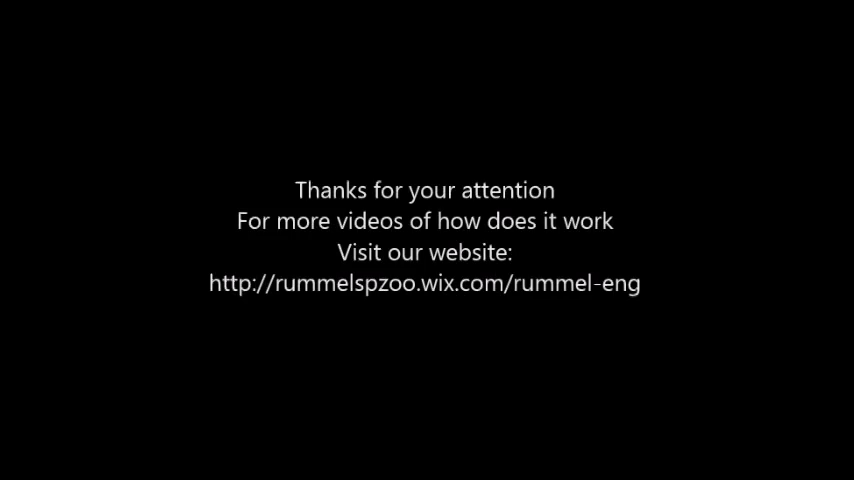 Thanks for your attention
For more videos of how does it work
Visit our website:
http://rummelspzoo.wix.com/rummel-eng